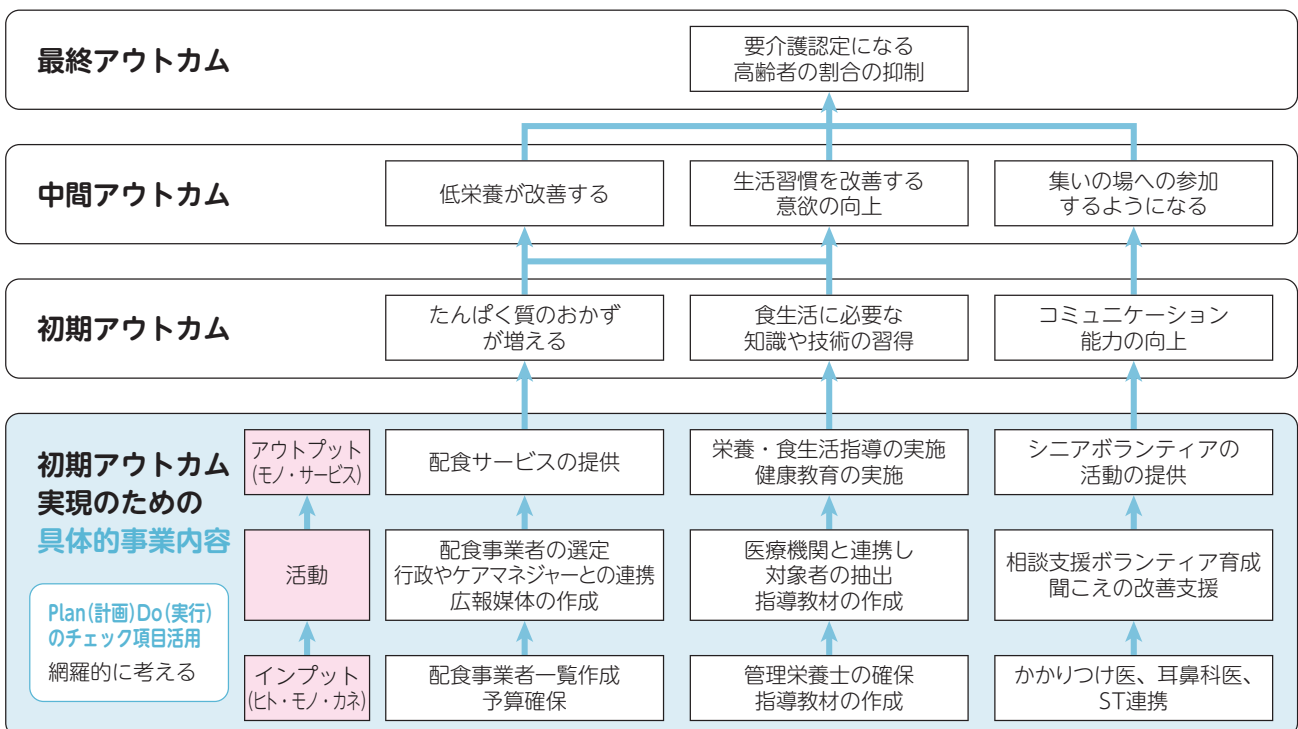 最終アウトカム
要介護認定になる
高齢者の割合の抑制
中間アウトカム
低栄養が改善する
生活習慣を改善する
意欲の向上
集いの場への参加
するようになる
初期アウトカム
たんぱく質のおかず
が増える
食生活に必要な
知識や技術の習得
コミュニケーション
能力の向上
初期アウトカム
実現のための
具体的事業内容
Plan(計画)Do(実行)
のチェック項目活用
網羅的に考える
アウトプット
(モノ・サービス)
配食サービスの提供
栄養・食生活指導の実施
健康教育の実施
シニアボランティアの
活動の提供
活動
配食事業者の選定
行政やケアマネジャーとの連携
広報媒体の作成
医療機関と連携し
対象者の抽出
指導教材の作成
相談支援ボランティア育成
聞こえの改善支援
インプット
(ヒト・モノ・カネ)
配食事業者一覧作成
予算確保
管理栄養士の確保
指導教材の作成
かかりつけ医、耳鼻科医、
ST連携